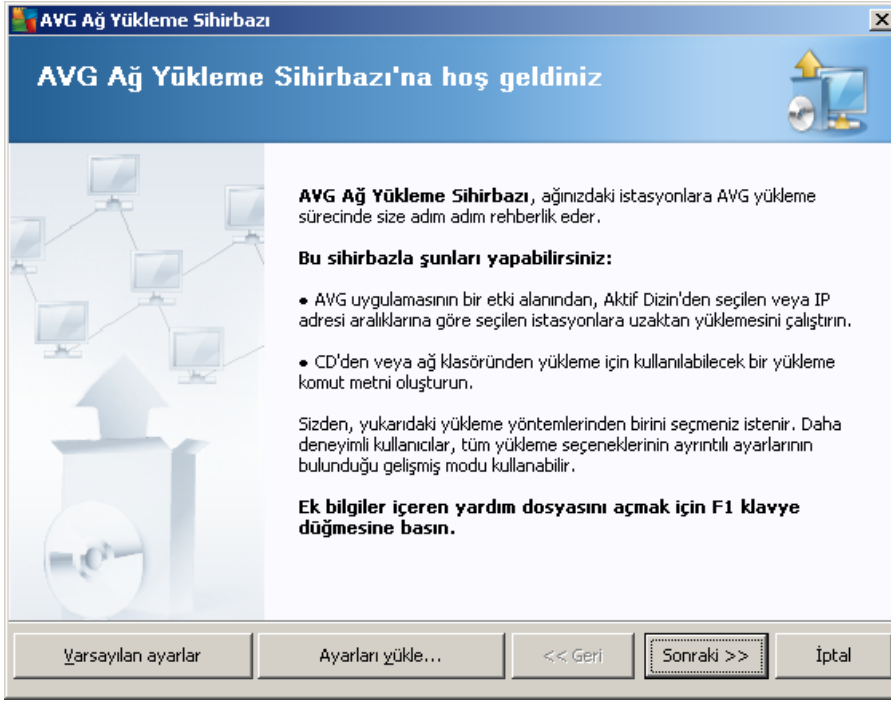 AVG Ağ Yükleme Sihirbazı
AVG Ağ Yükleme Sihirbazı'na hoş geldiniz
AVG Ağ Yükleme Sihirbazı, ağınızdaki istasyonlara AVG yükleme
sürecinde size adım adım rehberlik eder.
Bu sihirbazla şunları yapabilirsiniz:
● AVG uygulamasının bir etki alanından, Aktif Dizin'den seçilen veya IP
adresi aralıklarına göre seçilen istasyonlara uzaktan yüklemesini çalıştırın.
● CD'den veya ağ klasöründen yükleme için kullanılabilecek bir yükleme
komut metni oluşturun.
Sizden, yukarıdaki yükleme yöntemlerinden birini seçmeniz istenir. Daha
deneyimli kullanıcılar, tüm yükleme seçeneklerinin ayrıntılı ayarlarının
bulunduğu gelişmiş modu kullanabilir.
Ek bilgiler içeren yardım dosyasını açmak için F1 klavye
düğmesine basın.
Varsayılan ayarlar Ayarları yükle... << Geri Sonraki >> İptal